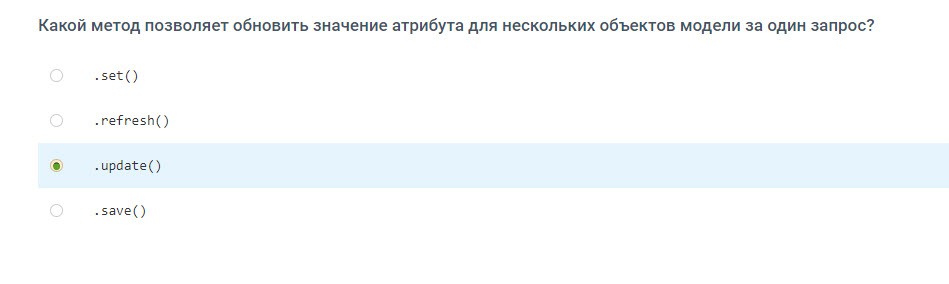 Какой метод позволяет обновить значение атрибута для нескольких объектов модели за один запрос?
.set()
.refresh()
.update()
.save()